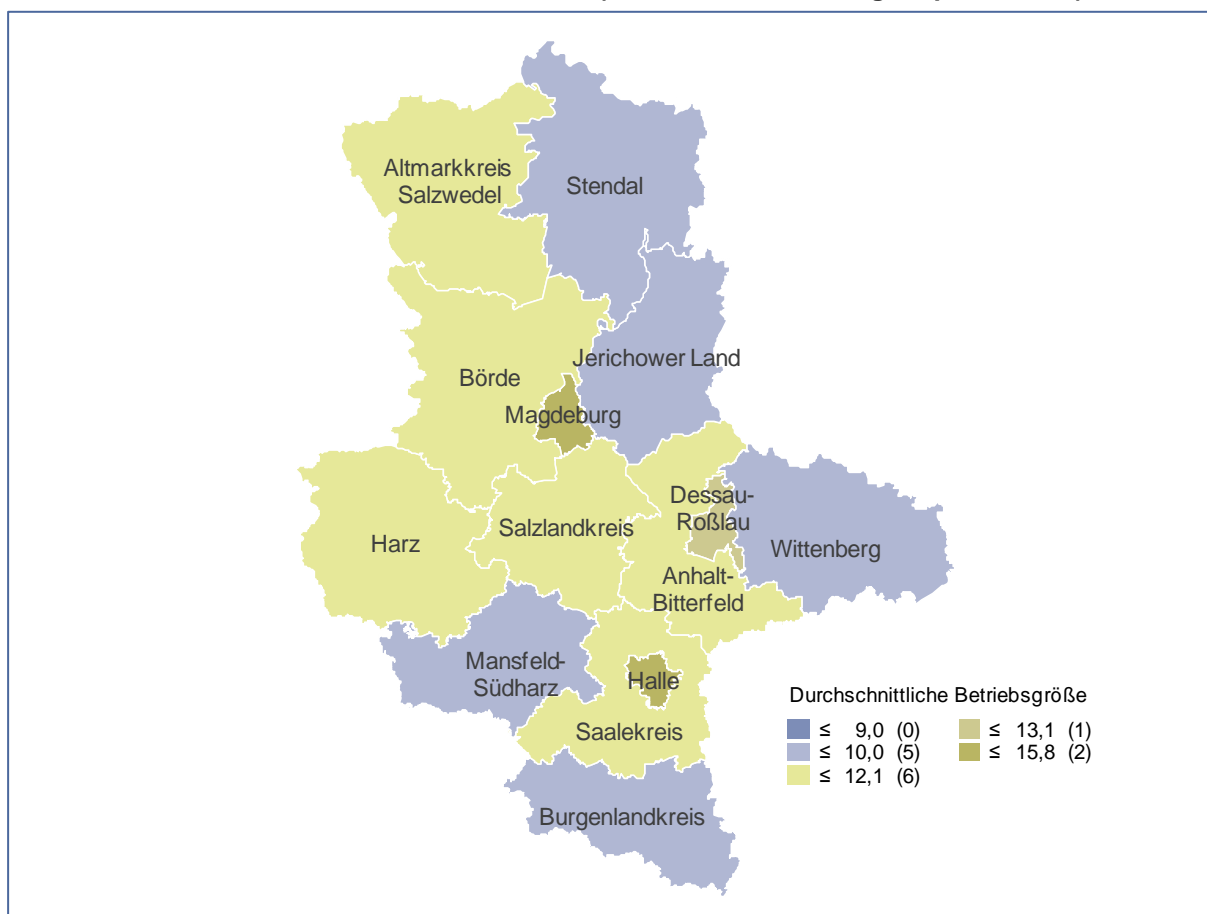 Altmarkkreis
Salzwedel
Stendal
Jerichower Land
Börde
Magdeburg
Dessau-
Roßlau
Salzlandkreis
Harz
Wittenberg
Anhalt-
Bitterfeld
Mansfeld-
Südharz
Halle
Saalekreis
Burgenlandkreis
Durchschnittliche Betriebsgröße
≤ 9,0 (0)
≤ 10,0 (5)
≤ 12,1 (6)
≤ 13,1 (1)
≤ 15,8 (2)